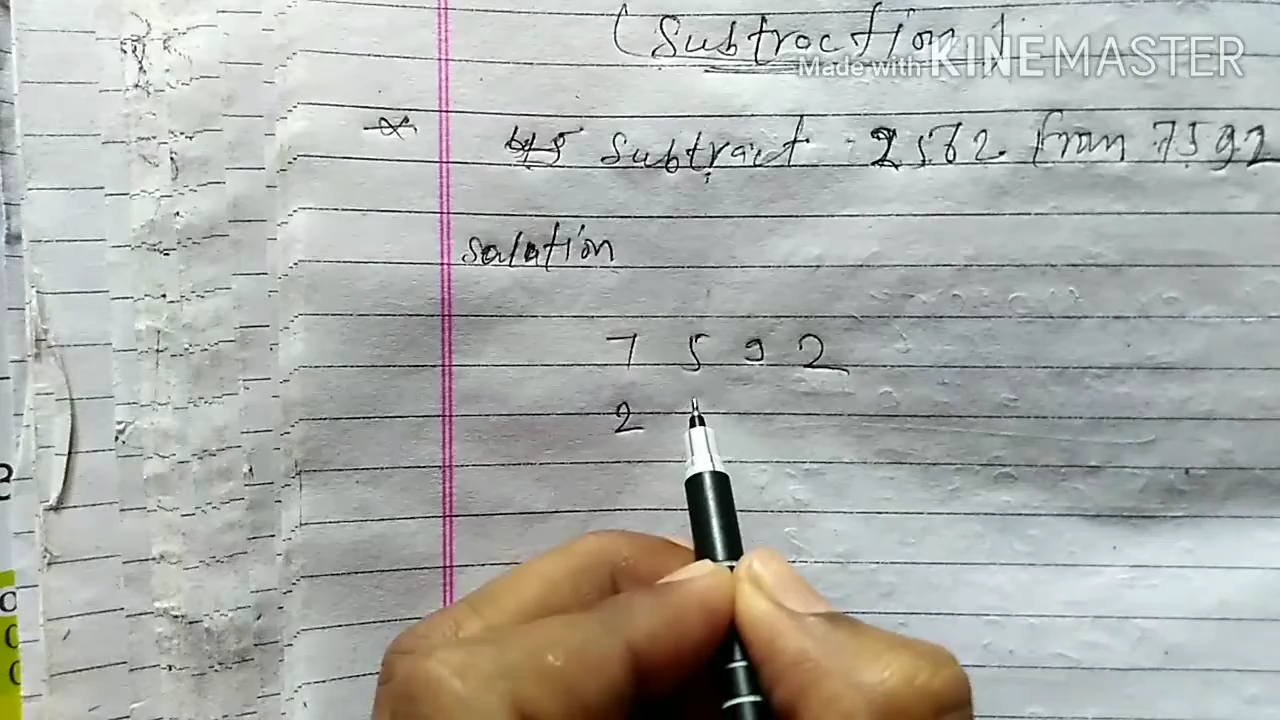 (Subtraction)
Made with KINEMASTER
Subtract 2562 from 7592
Solution
7 5 9 2
2